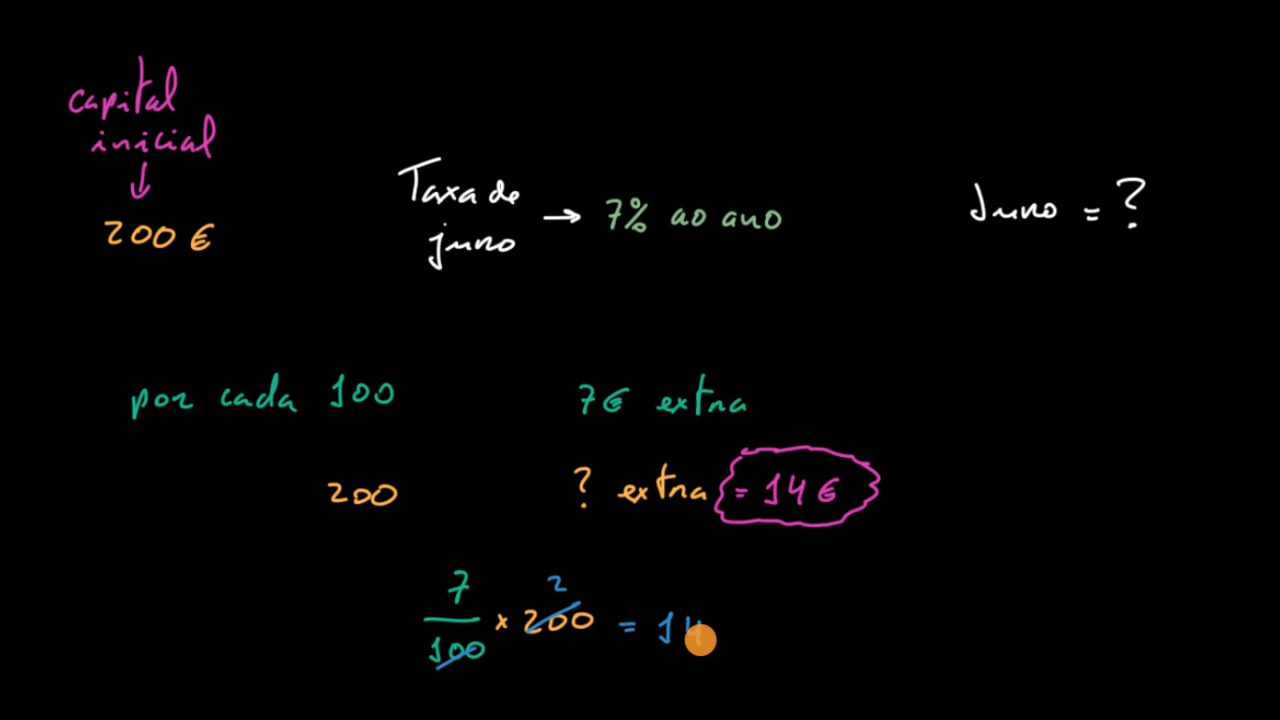 capital
inicial
↓
200 €
Taxa de
juro → 7% ao ano
Juro = ?
por cada 100 7€ extra
200 ? extra = 14 €
2
7/100 × 200 = 14